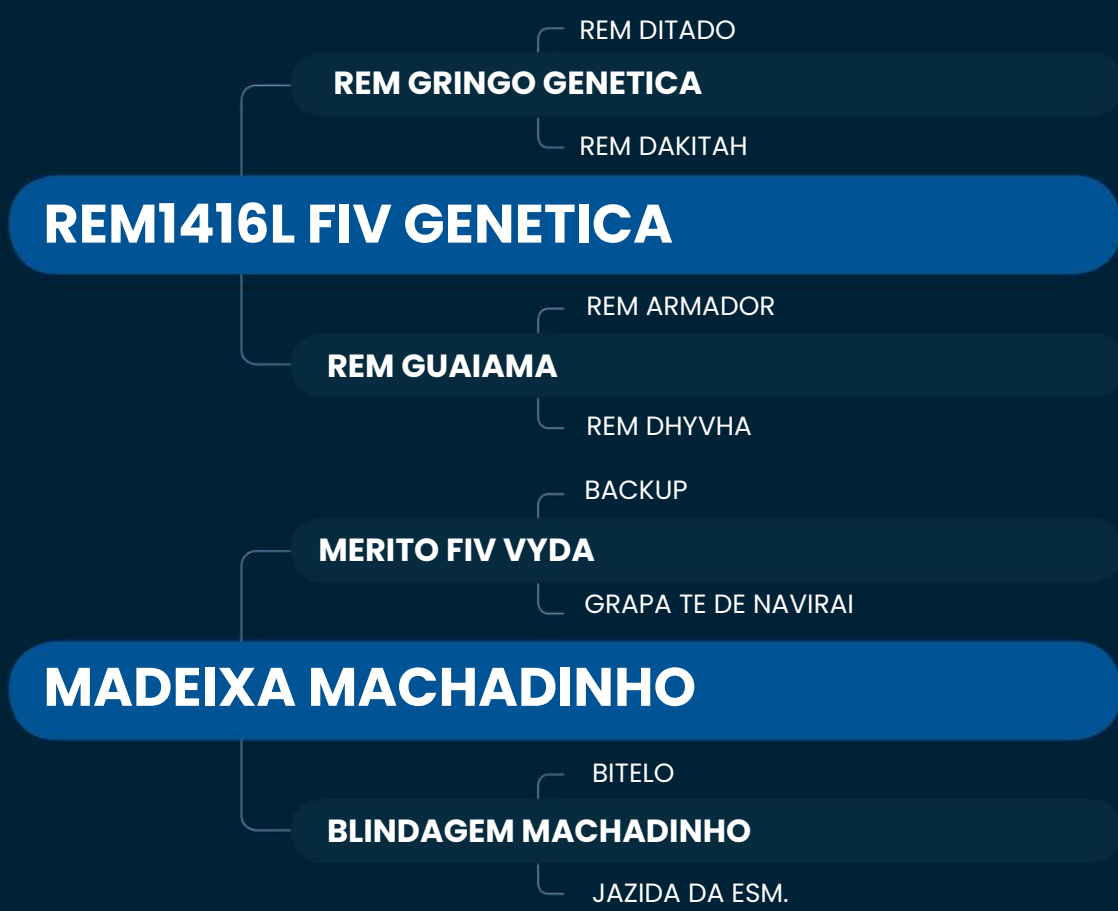 REM DITADO
REM GRINGO GENETICA
REM DAKITAH
REM1416L FIV GENETICA
REM ARMADOR
REM GUAIAMA
REM DHYVHA
BACKUP
MERITO FIV VYDA
GRAPA TE DE NAVIRAI
MADEIXA MACHADINHO
BITELO
BLINDAGEM MACHADINHO
JAZIDA DA ESM.